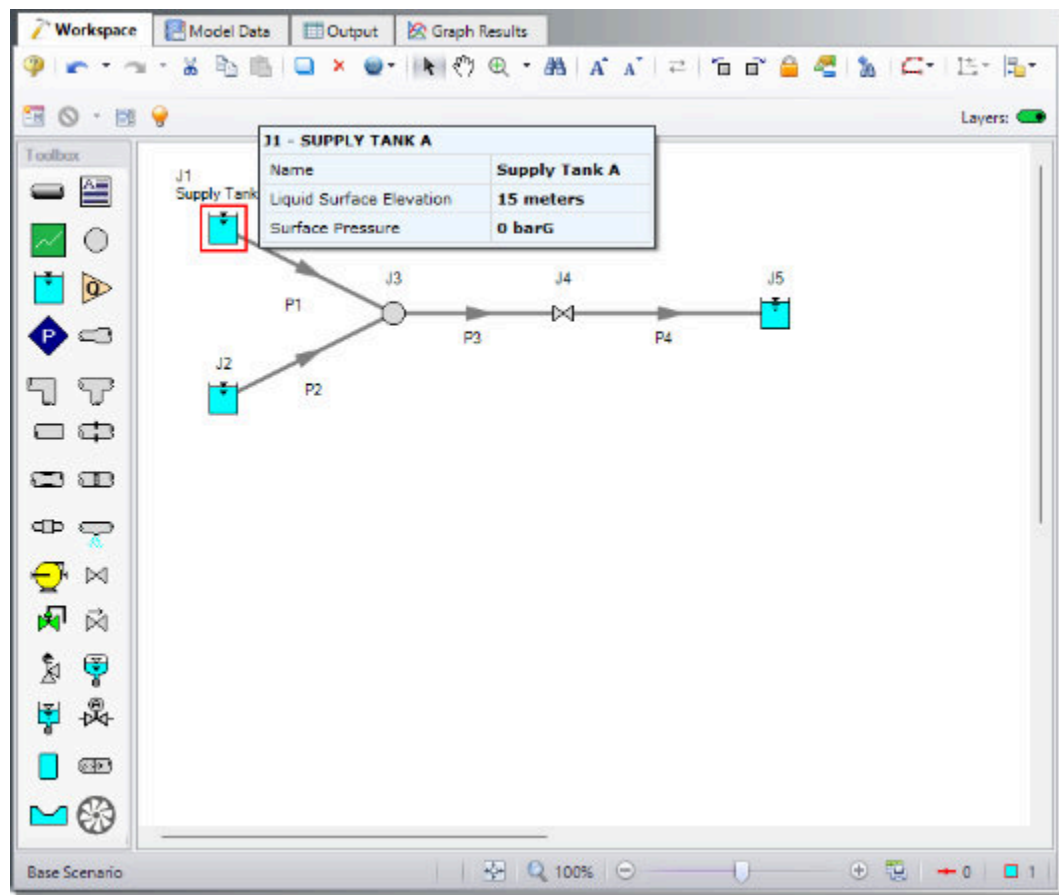 Workspace
Model Data
Output
Graph Results
A A
Layers:
Toolbox
A
Q
P
J1 - SUPPLY TANK A
Name Supply Tank A
Liquid Surface Elevation 15 meters
Surface Pressure 0 barG
J1
Supply Tank
J3
J4
J5
P1
P3
P4
J2
P2
Base Scenario
100%
0
1